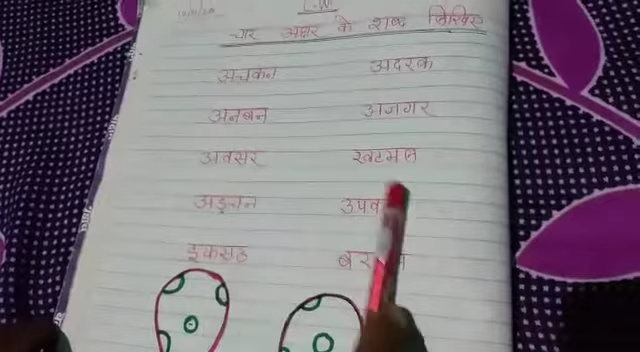 C.W
चार अक्षर के शब्द लिखिए
अचकन अदरक
अनबन अजगर
अवसर खटमल
अड़चन
इकसठ